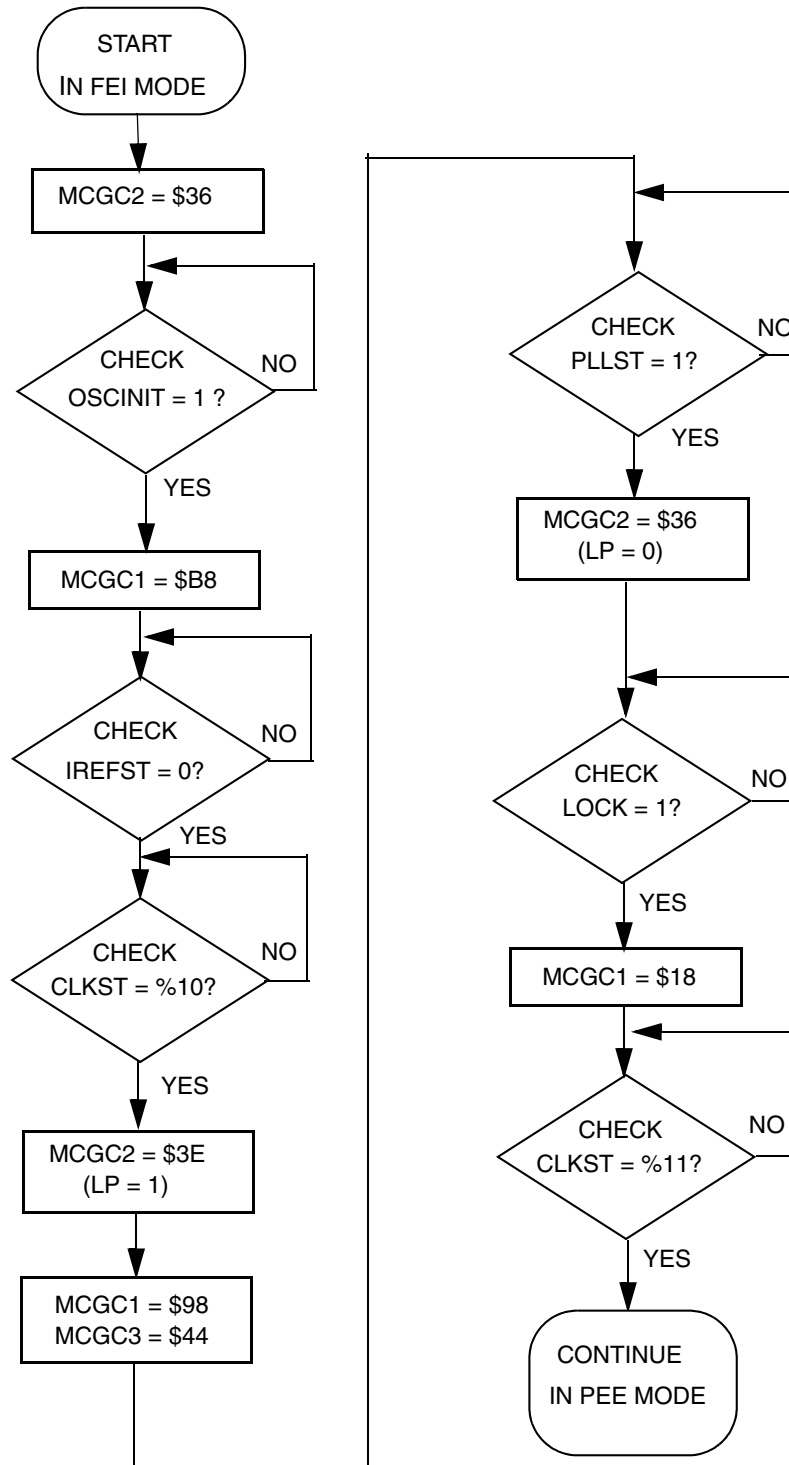 START
IN FEI MODE
MCGC2 = $36
CHECK
OSCINIT = 1 ?
NO
YES
MCGC1 = $B8
CHECK
IREFST = 0?
NO
YES
CHECK
CLKST = %10?
NO
YES
MCGC2 = $3E
(LP = 1)
MCGC1 = $98
MCGC3 = $44
CHECK
PLLST = 1?
NO
YES
MCGC2 = $36
(LP = 0)
CHECK
LOCK = 1?
NO
YES
MCGC1 = $18
CHECK
CLKST = %11?
NO
YES
CONTINUE
IN PEE MODE